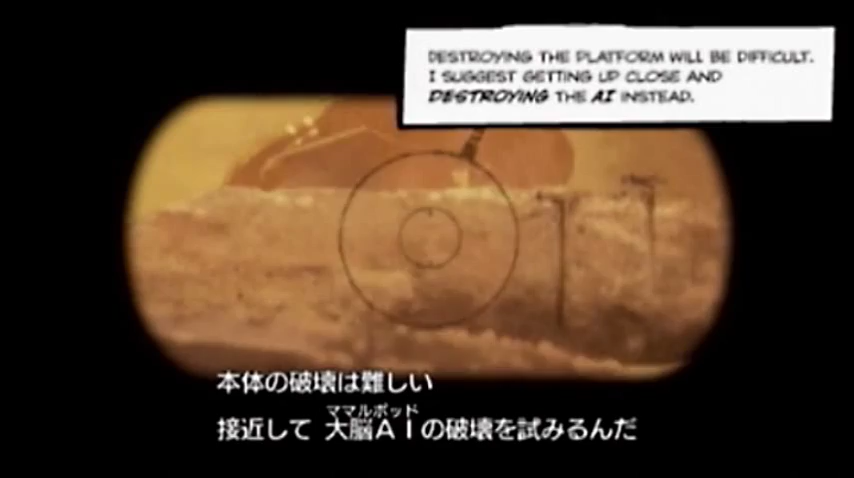 DESTROYING THE PLATFORM WILL BE DIFFICULT.
I SUGGEST GETTING UP CLOSE AND
DESTROYING THE AI INSTEAD.
本体の破壊は難しい
ママルポッド
接近して 大脳AIの破壊を試みるんだ